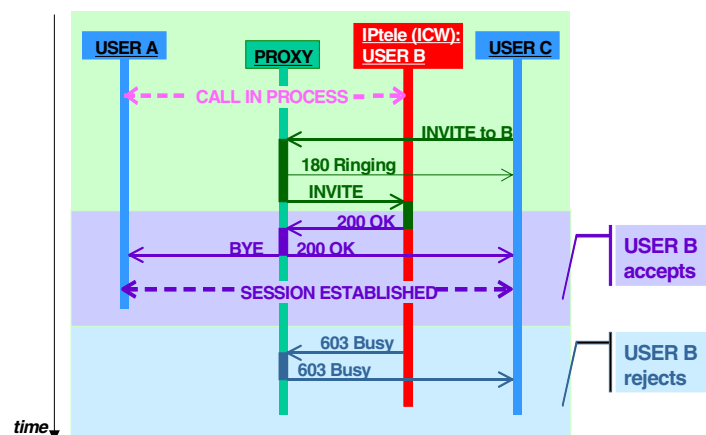 IPtele (ICW):
USER A
PROXY
USER B
USER C
CALL IN PROCESS
INVITE to B
180 Ringing
INVITE
200 OK
BYE
200 OK
USER B
accepts
SESSION ESTABLISHED
603 Busy
USER B
603 Busy
rejects
time